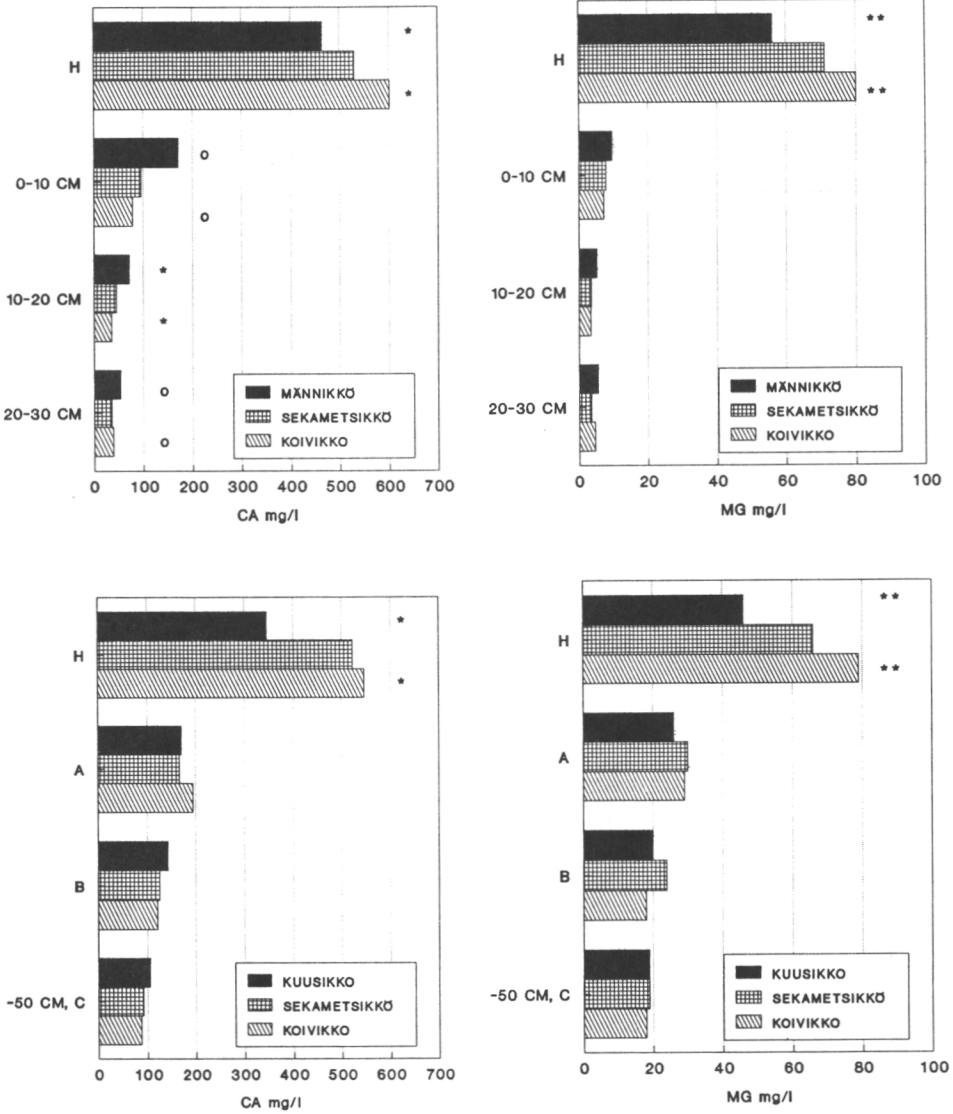 H
*
*
0-10 CM
o
o
10-20 CM
*
*
20-30 CM
o
o
MÄNNIKKÖ
SEKAMETSIKKÖ
KOIVIKKO
0 100 200 300 400 500 600 700
CA mg/l
H
**
**
0-10 CM
10-20 CM
20-30 CM
MÄNNIKKÖ
SEKAMETSIKKÖ
KOIVIKKO
0 20 40 60 80 100
MG mg/l
H
*
*
A
B
-50 CM, C
KUUSIKKO
SEKAMETSIKKÖ
KOIVIKKO
0 100 200 300 400 500 600 700
CA mg/l
H
**
**
A
B
-50 CM, C
KUUSIKKO
SEKAMETSIKKÖ
KOIVIKKO
0 20 40 60 80 100
MG mg/l